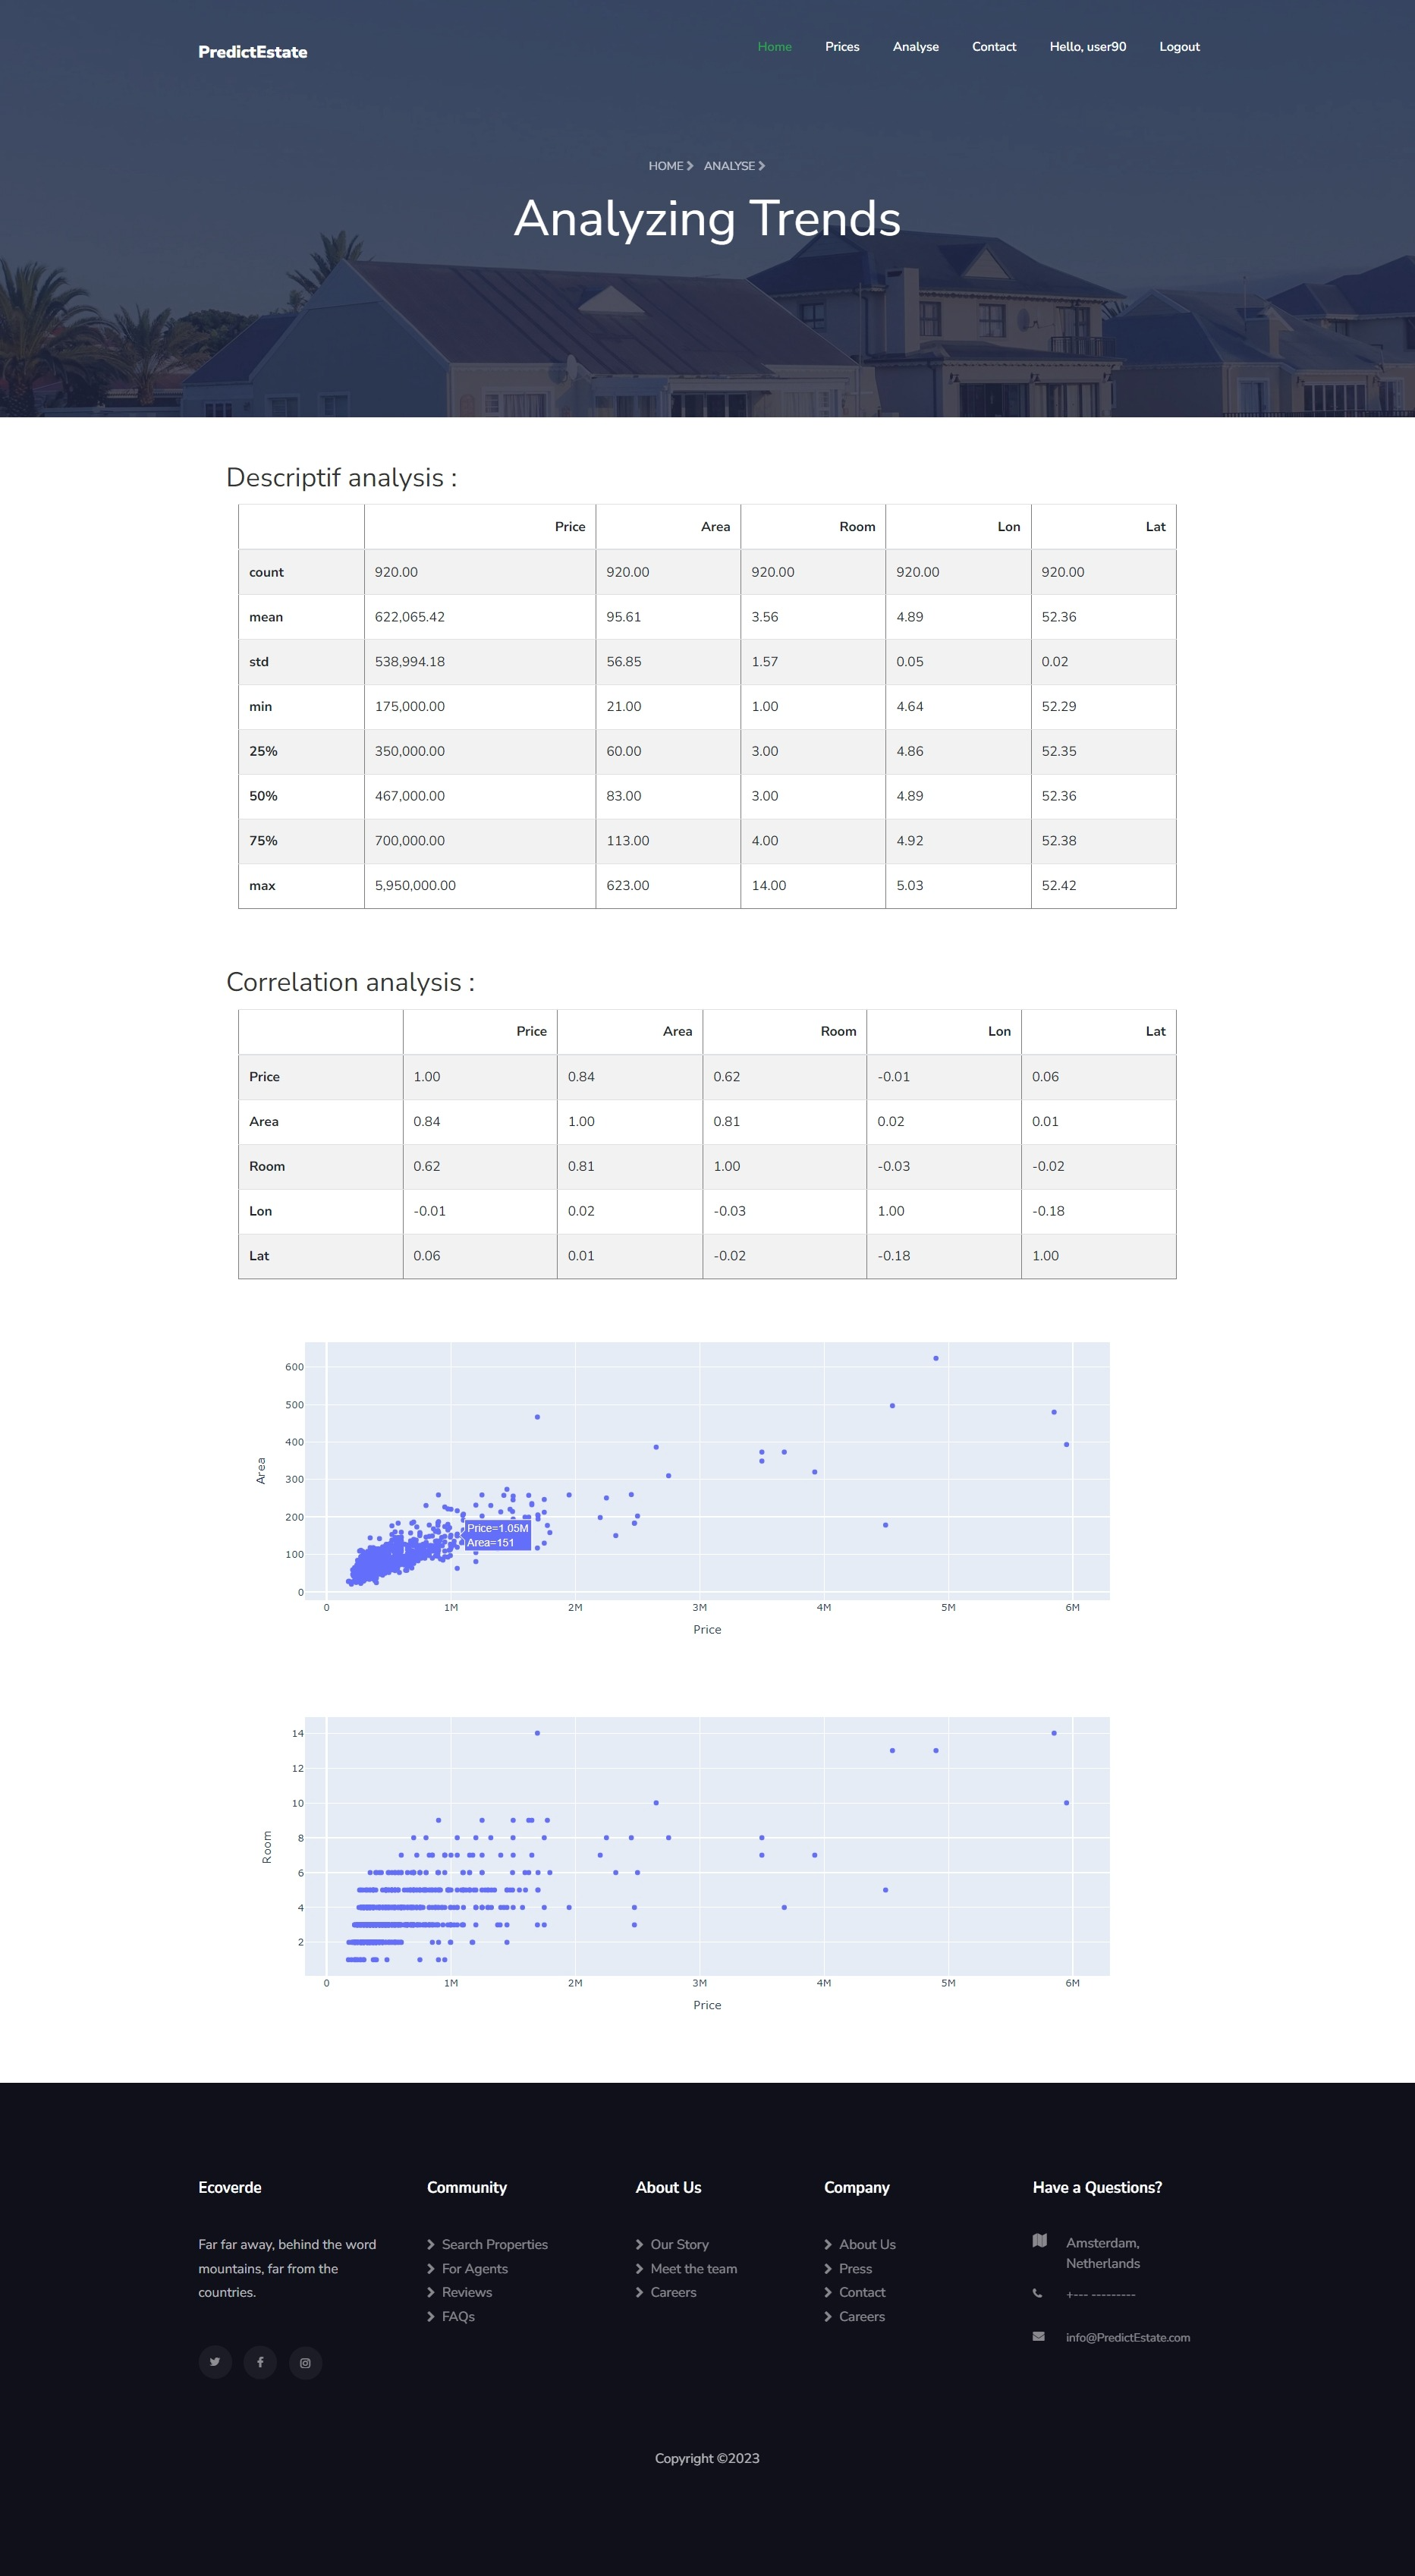 PredictEstate
Home Prices Analyse Contact Hello, user90 Logout
HOME ANALYSE
Analyzing Trends
Descriptif analysis :
Price Area Room Lon Lat
count 920.00 920.00 920.00 920.00 920.00
mean 622,065.42 95.61 3.56 4.89 52.36
std 538,994.18 56.85 1.57 0.05 0.02
min 175,000.00 21.00 1.00 4.64 52.29
25% 350,000.00 60.00 3.00 4.86 52.35
50% 467,000.00 83.00 3.00 4.89 52.36
75% 700,000.00 113.00 4.00 4.92 52.38
max 5,950,000.00 623.00 14.00 5.03 52.42
Correlation analysis :
Price Area Room Lon Lat
Price 1.00 0.84 0.62 -0.01 0.06
Area 0.84 1.00 0.81 0.02 0.01
Room 0.62 0.81 1.00 -0.03 -0.02
Lon -0.01 0.02 -0.03 1.00 -0.18
Lat 0.06 0.01 -0.02 -0.18 1.00
600
500
400
Area
300
200
Price=1.05M
Area=151
100
0
0 1M 2M 3M 4M 5M 6M
Price
14
12
10
8
Room
6
4
2
0 1M 2M 3M 4M 5M 6M
Price
Ecoverde
Far far away, behind the word
mountains, far from the
countries.
Community
Search Properties
For Agents
Reviews
FAQs
About Us
Our Story
Meet the team
Careers
Company
About Us
Press
Contact
Careers
Have a Questions?
Amsterdam,
Netherlands
+--- ---------
info@PredictEstate.com
Copyright ©2023